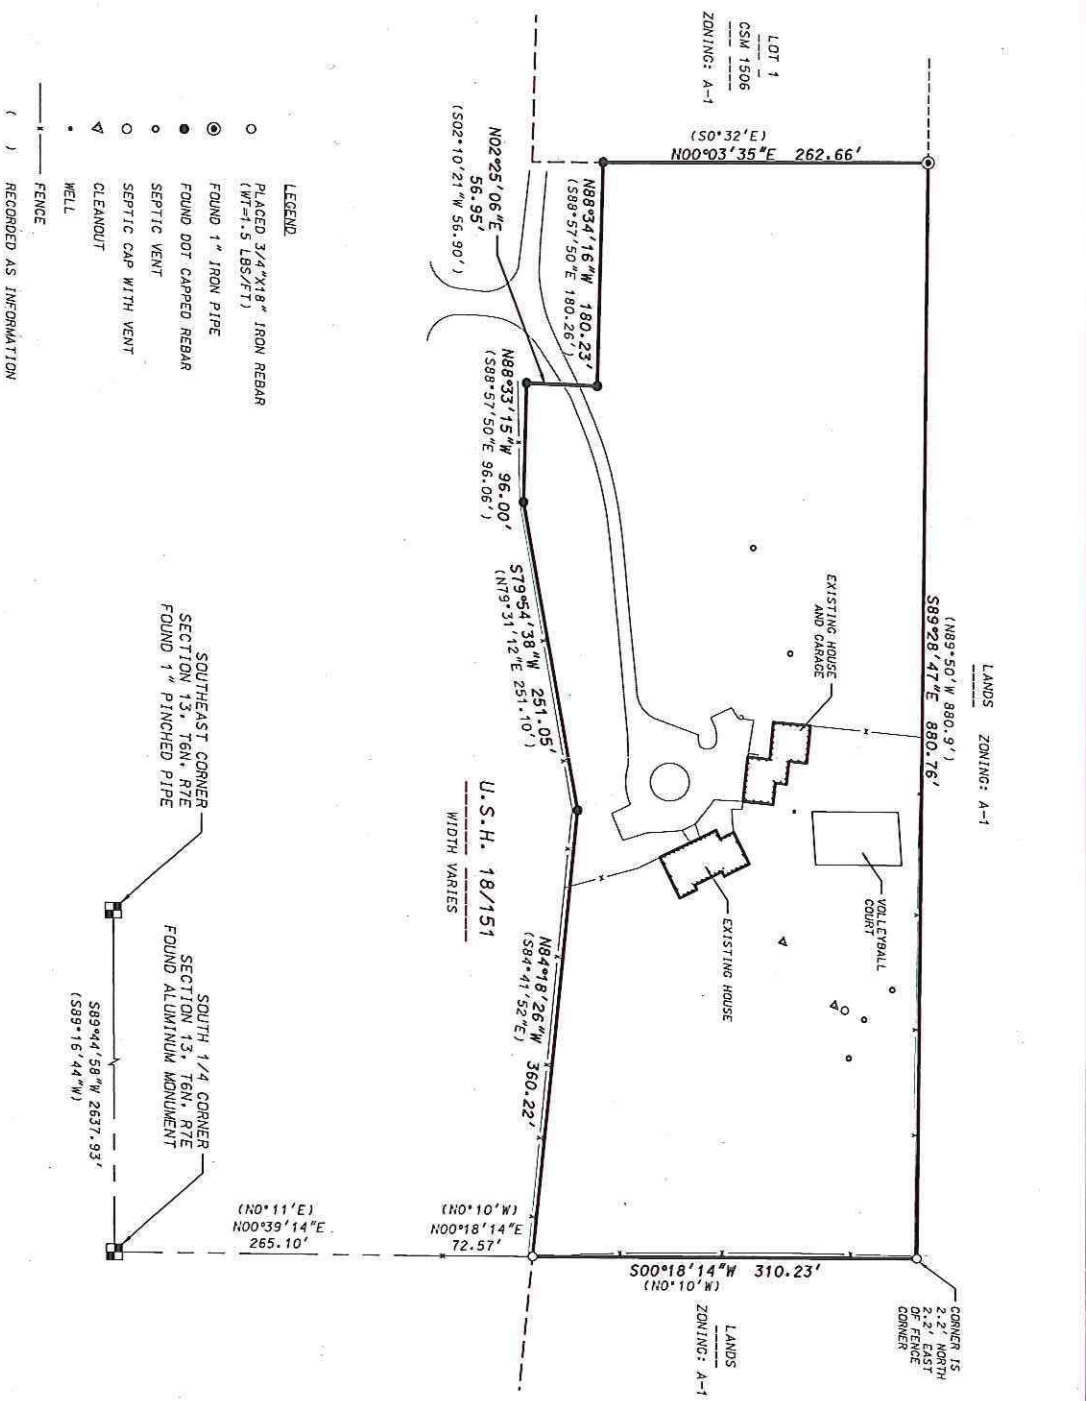 LOT 1
CSM 1506
ZONING: A-1
(S0°32'E)
N00°03'35"E 262.66'
LANDS ZONING: A-1
(N89°50'W 880.9')
S89°28'47"E 880.76'
CORNER IS
2.2' NORTH
2.2' EAST
OF FENCE
CORNER
N88°34'16"W 180.23'
(S88°57'50"E 180.26')
N02°25'06"E
56.95'
(S02°10'21"W 56.90')
N88°33'15"W 96.00'
(S88°57'50"E 96.06')
S79°54'38"W 251.05'
(N79°31'12"E 251.10')
EXISTING HOUSE
AND GARAGE
VOLLEYBALL
COURT
EXISTING HOUSE
U.S.H. 18/151
WIDTH VARIES
N84°18'26"W 360.22'
(S84°41'52"E)
S00°18'14"W 310.23'
(N0°10'W)
LANDS
ZONING: A-1
(N0°10'W)
N00°18'14"E
72.57'
(N0°11'E)
N00°39'14"E
265.10'
LEGEND
PLACED 3/4"X18" IRON REBAR
(WT=1.5 LBS/FT)
FOUND 1" IRON PIPE
FOUND DOT CAPPED REBAR
SEPTIC VENT
SEPTIC CAP WITH VENT
CLEANOUT
WELL
FENCE
( ) RECORDED AS INFORMATION
SOUTHEAST CORNER
SECTION 13, T6N, R7E
FOUND 1" PINCHED PIPE
SOUTH 1/4 CORNER
SECTION 13, T6N, R7E
FOUND ALUMINUM MONUMENT
S89°44'58"W 2637.93'
(S89°16'44"W)